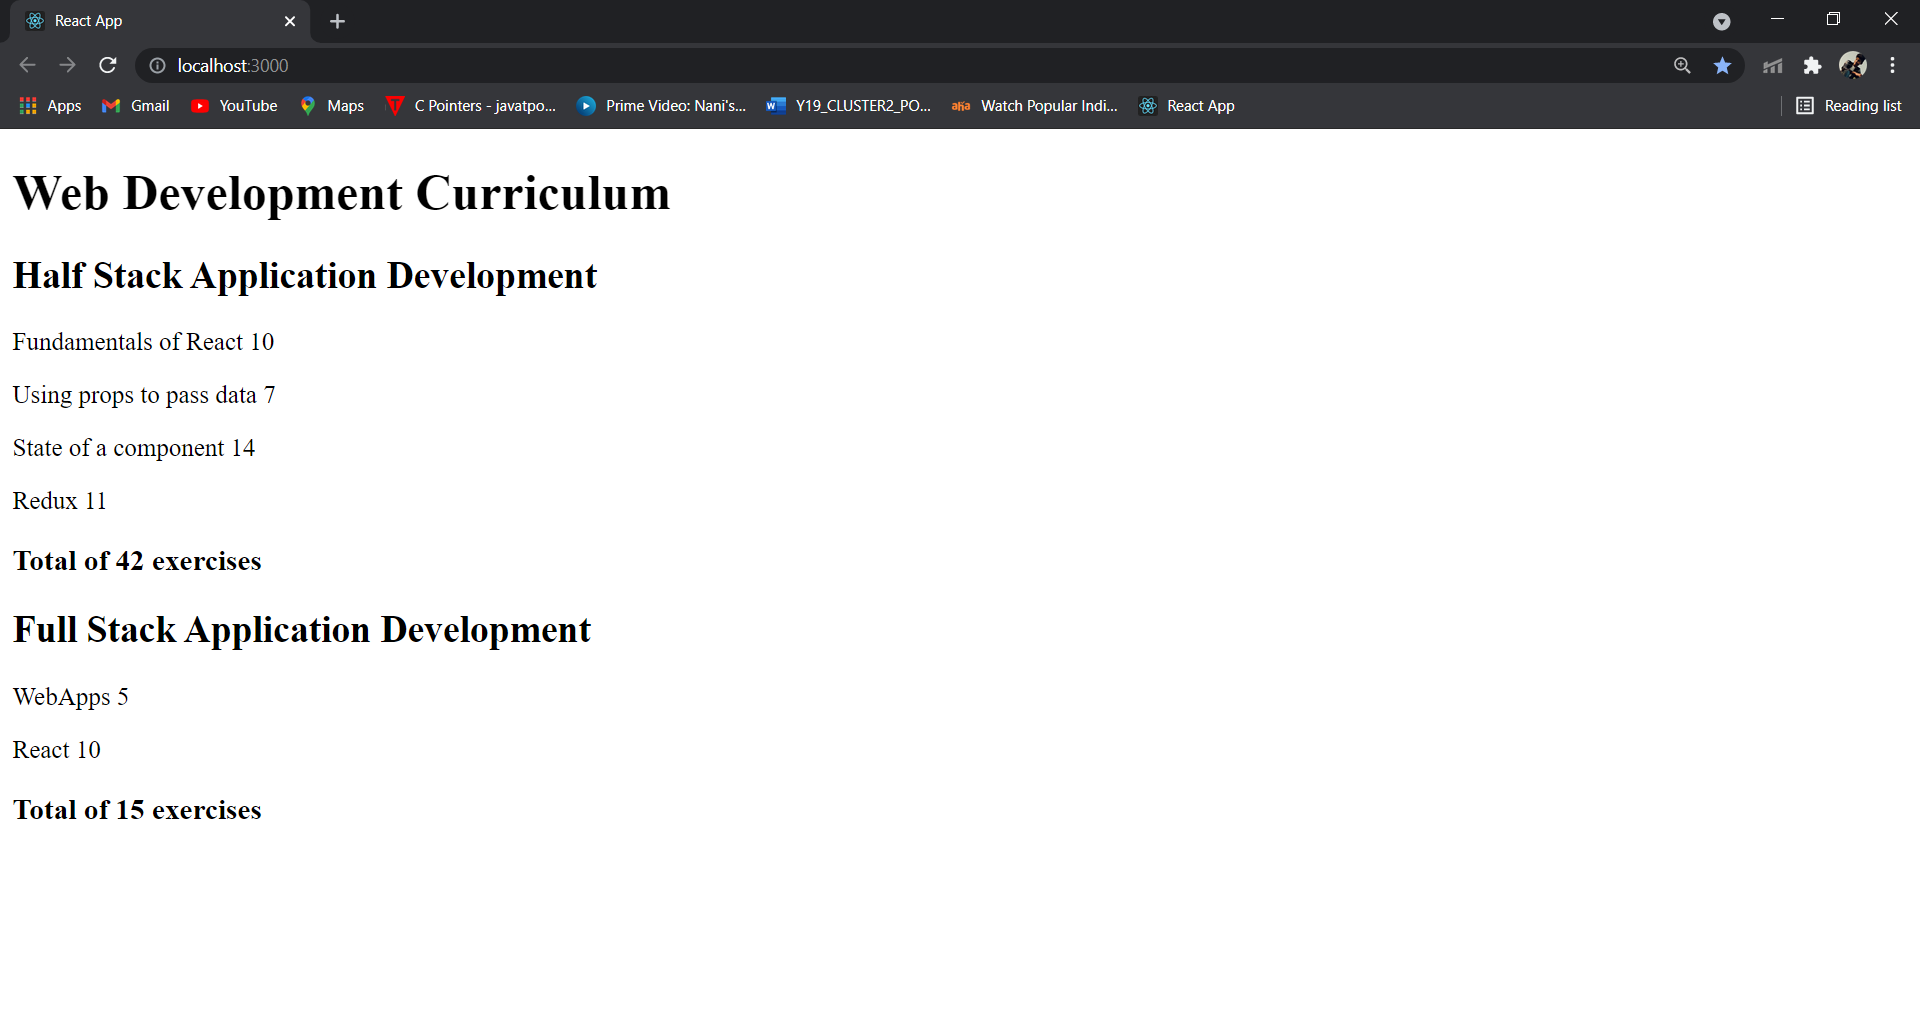 React App
localhost:3000
Apps Gmail YouTube Maps C Pointers - javatpo... Prime Video: Nani's... Y19_CLUSTER2_PO... aha Watch Popular Indi... React App Reading list
Web Development Curriculum
Half Stack Application Development
Fundamentals of React 10
Using props to pass data 7
State of a component 14
Redux 11
Total of 42 exercises
Full Stack Application Development
WebApps 5
React 10
Total of 15 exercises